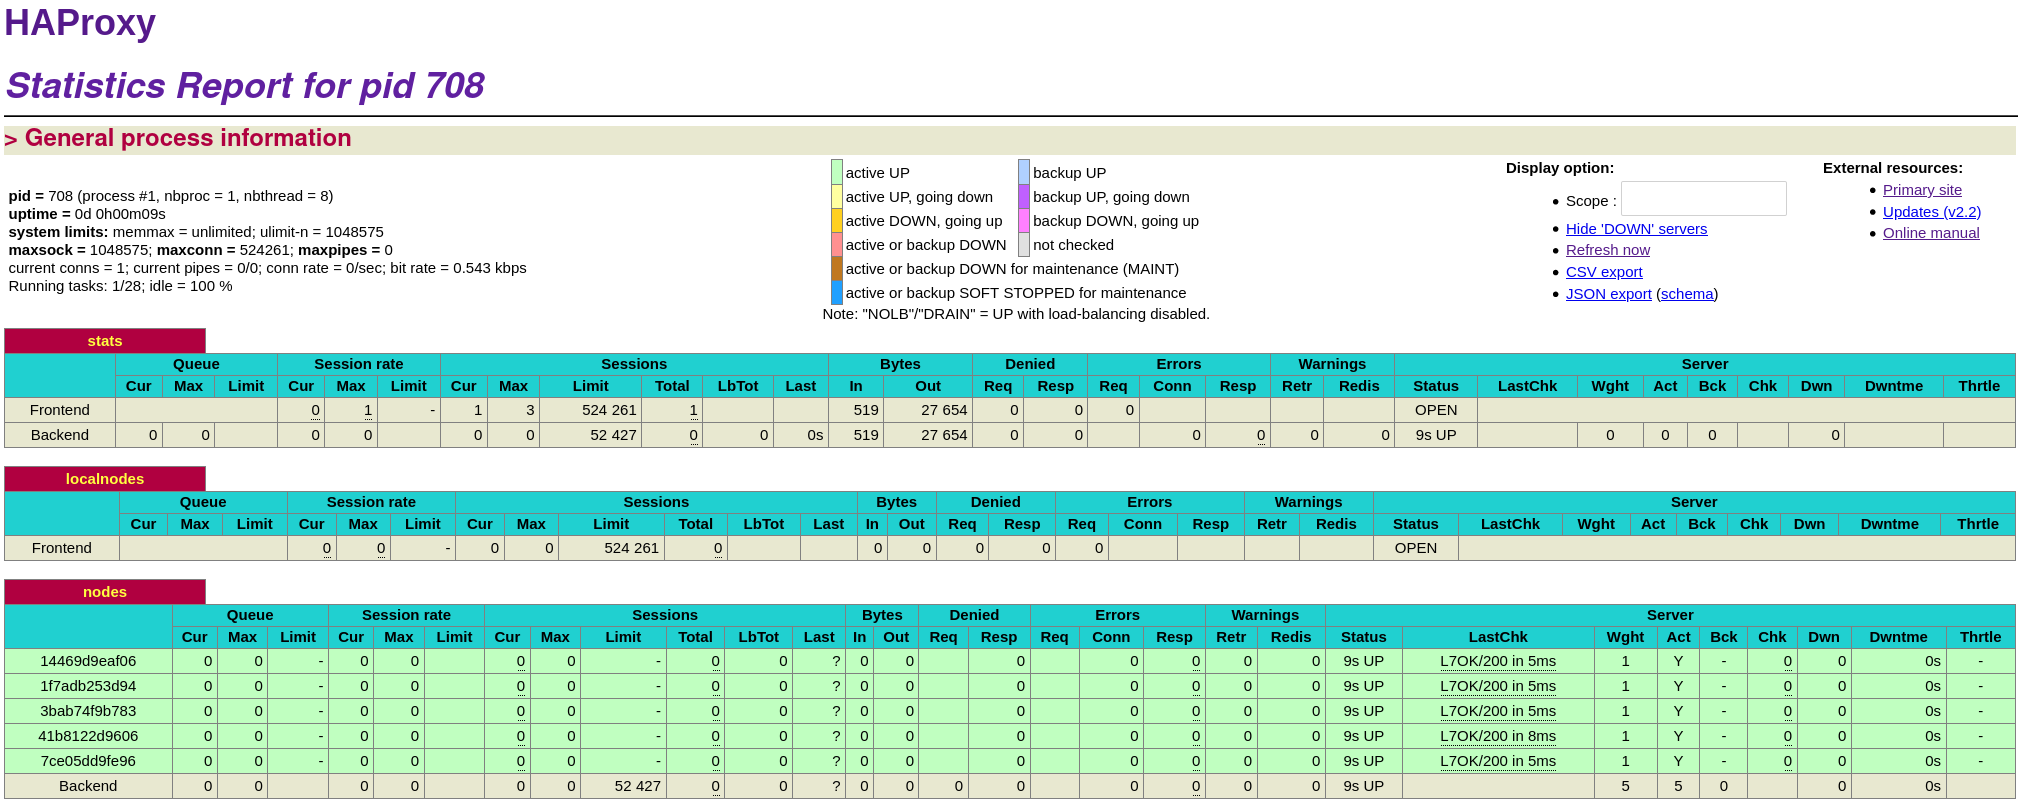 HAProxy
Statistics Report for pid 708
> General process information
pid = 708 (process #1, nbproc = 1, nbthread = 8)
uptime = 0d 0h00m09s
system limits: memmax = unlimited; ulimit-n = 1048575
maxsock = 1048575; maxconn = 524261; maxpipes = 0
current conns = 1; current pipes = 0/0; conn rate = 0/sec; bit rate = 0.543 kbps
Running tasks: 1/28; idle = 100 %
active UP backup UP
active UP, going down backup UP, going down
active DOWN, going up backup DOWN, going up
active or backup DOWN not checked
active or backup DOWN for maintenance (MAINT)
active or backup SOFT STOPPED for maintenance
Note: "NOLB"/"DRAIN" = UP with load-balancing disabled.
Display option:
• Scope :
• Hide 'DOWN' servers
• Refresh now
• CSV export
• JSON export (schema)
External resources:
• Primary site
• Updates (v2.2)
• Online manual
stats
Queue Session rate Sessions Bytes Denied Errors Warnings Server
Cur Max Limit Cur Max Limit Cur Max Limit Total LbTot Last In Out Req Resp Req Conn Resp Retr Redis Status LastChk Wght Act Bck Chk Dwn Dwntme Thrtle
Frontend 0 1 - 1 3 524 261 1 519 27 654 0 0 0 OPEN
Backend 0 0 0 0 0 0 52 427 0 0 0s 519 27 654 0 0 0 0 0 0 9s UP 0 0 0 0
localnodes
Queue Session rate Sessions Bytes Denied Errors Warnings Server
Cur Max Limit Cur Max Limit Cur Max Limit Total LbTot Last In Out Req Resp Req Conn Resp Retr Redis Status LastChk Wght Act Bck Chk Dwn Dwntme Thrtle
Frontend 0 0 - 0 0 524 261 0 0 0 0 0 0 OPEN
nodes
Queue Session rate Sessions Bytes Denied Errors Warnings Server
Cur Max Limit Cur Max Limit Cur Max Limit Total LbTot Last In Out Req Resp Req Conn Resp Retr Redis Status LastChk Wght Act Bck Chk Dwn Dwntme Thrtle
14469d9eaf06 0 0 - 0 0 0 0 - 0 0 ? 0 0 0 0 0 0 0 9s UP L7OK/200 in 5ms 1 Y - 0 0 0s -
1f7adb253d94 0 0 - 0 0 0 0 - 0 0 ? 0 0 0 0 0 0 0 9s UP L7OK/200 in 5ms 1 Y - 0 0 0s -
3bab74f9b783 0 0 - 0 0 0 0 - 0 0 ? 0 0 0 0 0 0 0 9s UP L7OK/200 in 5ms 1 Y - 0 0 0s -
41b8122d9606 0 0 - 0 0 0 0 - 0 0 ? 0 0 0 0 0 0 0 9s UP L7OK/200 in 8ms 1 Y - 0 0 0s -
7ce05dd9fe96 0 0 - 0 0 0 0 - 0 0 ? 0 0 0 0 0 0 0 9s UP L7OK/200 in 5ms 1 Y - 0 0 0s -
Backend 0 0 0 0 0 0 52 427 0 0 ? 0 0 0 0 0 0 0 0 9s UP 5 5 0 0 0s